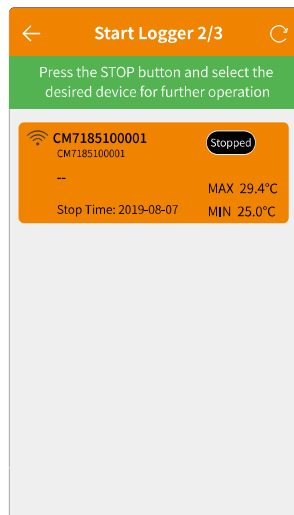 Start Logger 2/3
Press the STOP button and select the
desired device for further operation
CM7185100001
Stopped
CM7185100001
--
MAX 29.4°C
Stop Time: 2019-08-07
MIN 25.0°C